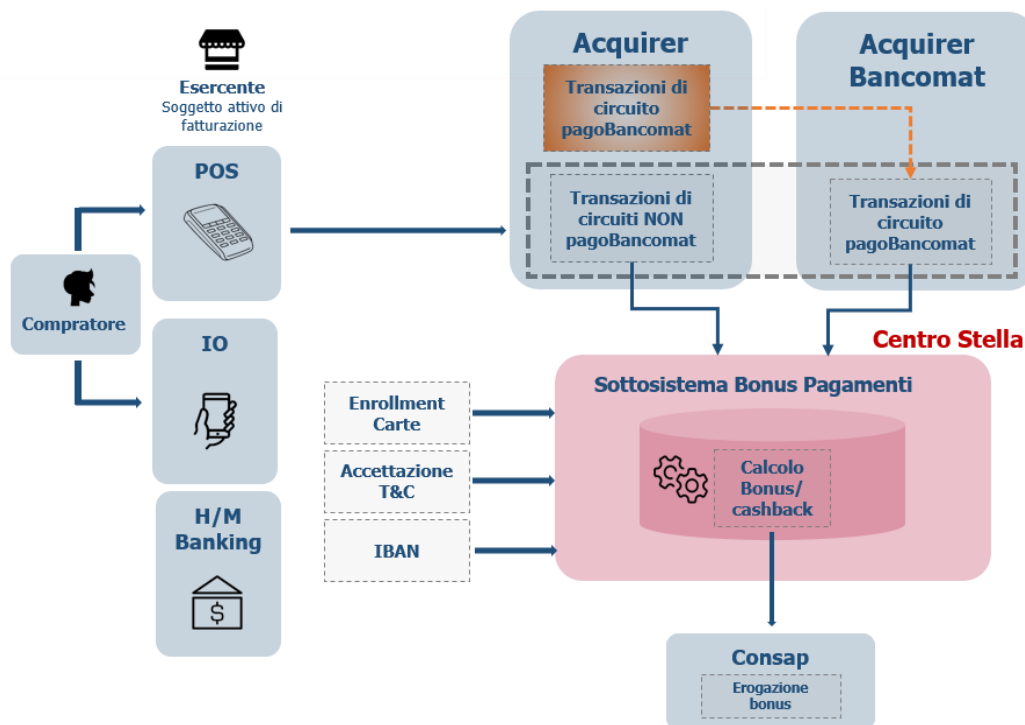 Esercente
Soggetto attivo di
fatturazione
Acquirer
Transazioni di
circuito
pagoBancomat
Transazioni di
circuiti NON
pagoBancomat
Acquirer
Bancomat
Transazioni di
circuito
pagoBancomat
POS
Compratore
IO
H/M
Banking
$
Centro Stella
Sottosistema Bonus Pagamenti
Enrollment
Carte
Accettazione
T&C
IBAN
Calcolo
Bonus/
cashback
Consap
Erogazione
bonus